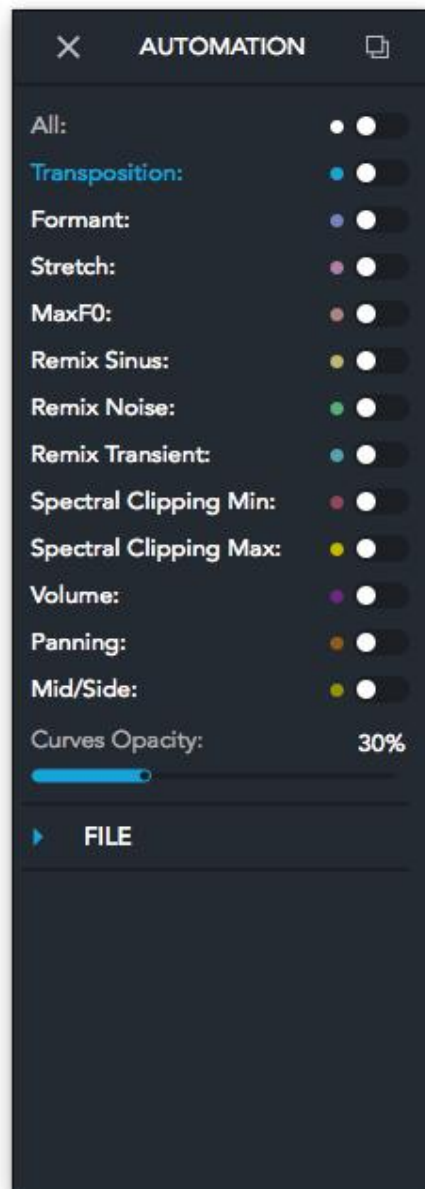 AUTOMATION
All:
Transposition:
Formant:
Stretch:
MaxF0:
Remix Sinus:
Remix Noise:
Remix Transient:
Spectral Clipping Min:
Spectral Clipping Max:
Volume:
Panning:
Mid/Side:
Curves Opacity: 30%
FILE